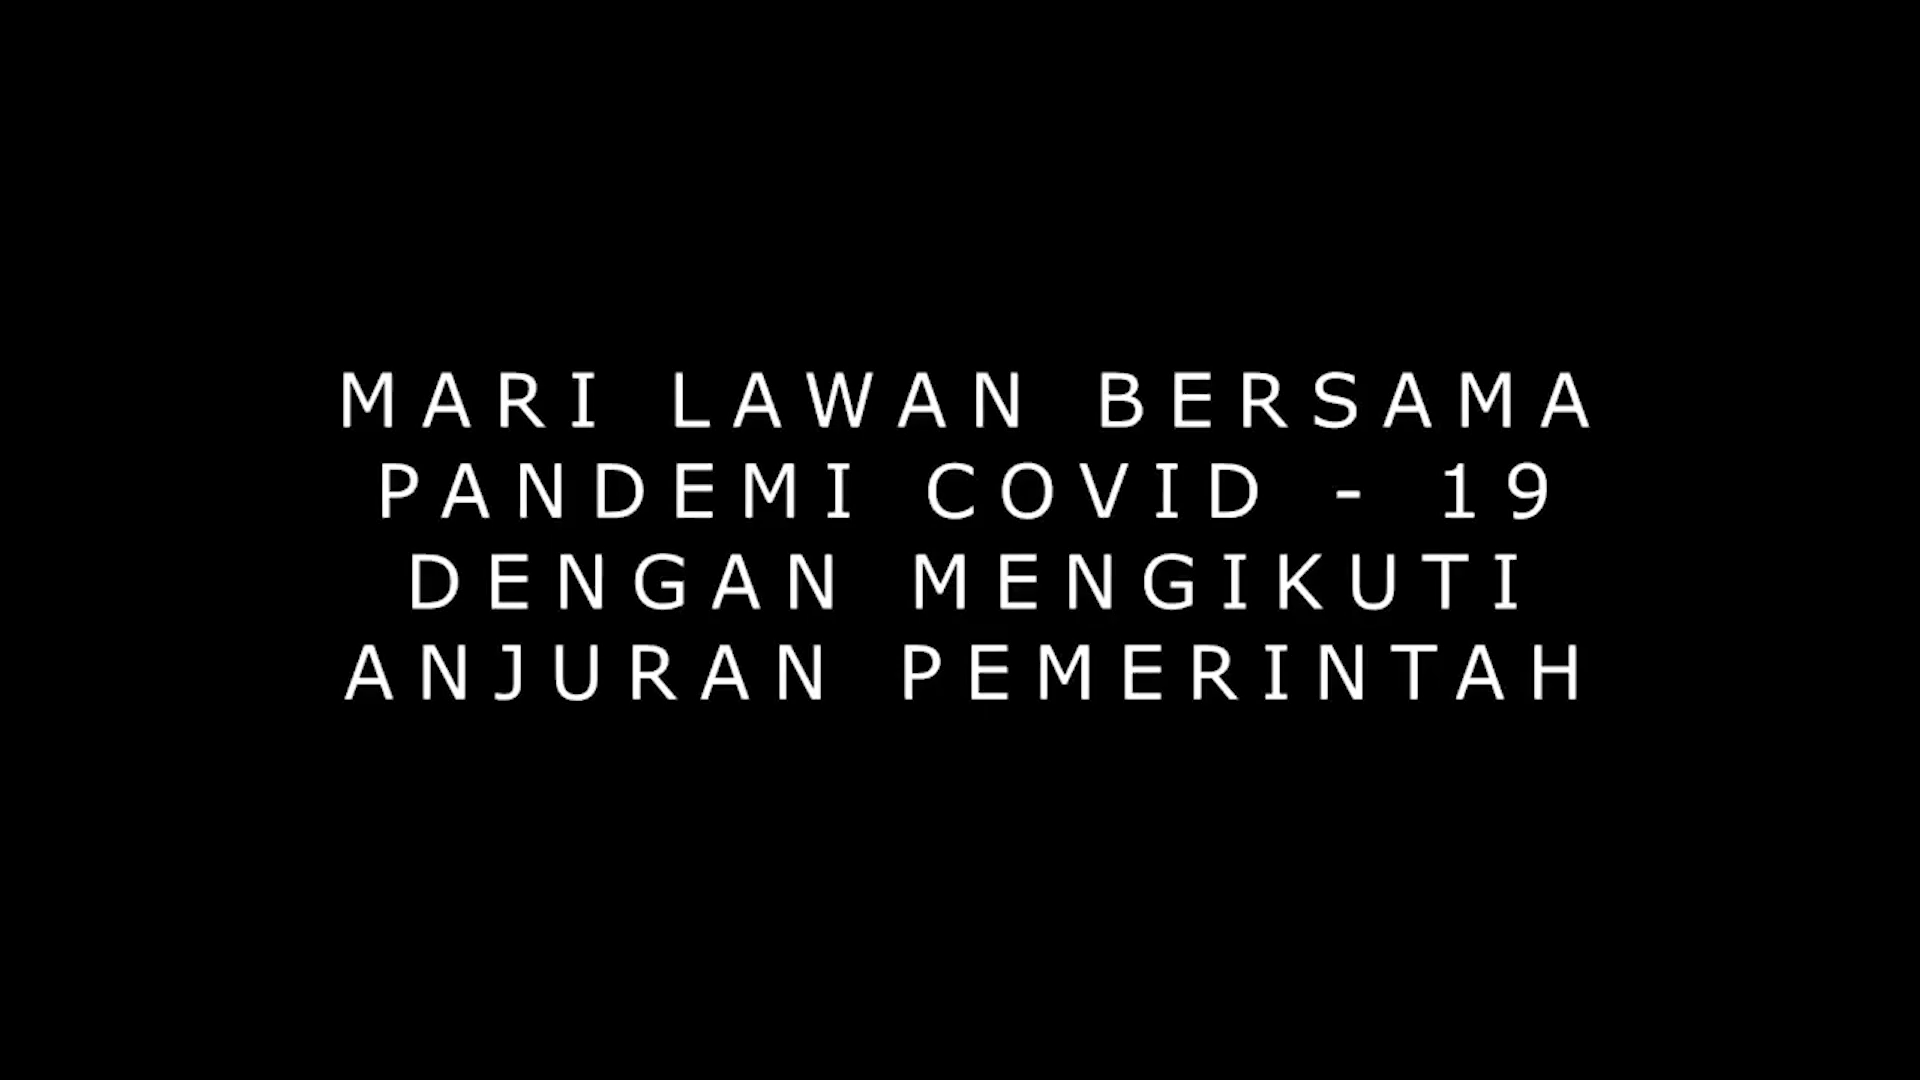 MARI LAWAN BERSAMA
PANDEMI COVID - 19
DENGAN MENGIKUTI
ANJURAN PEMERINTAH